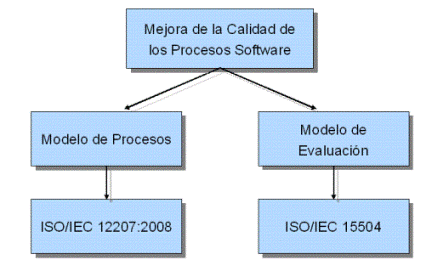 Mejora de la Calidad de
los Procesos Software
Modelo de Procesos
Modelo de
Evaluación
ISO/IEC 12207:2008
ISO/IEC 15504